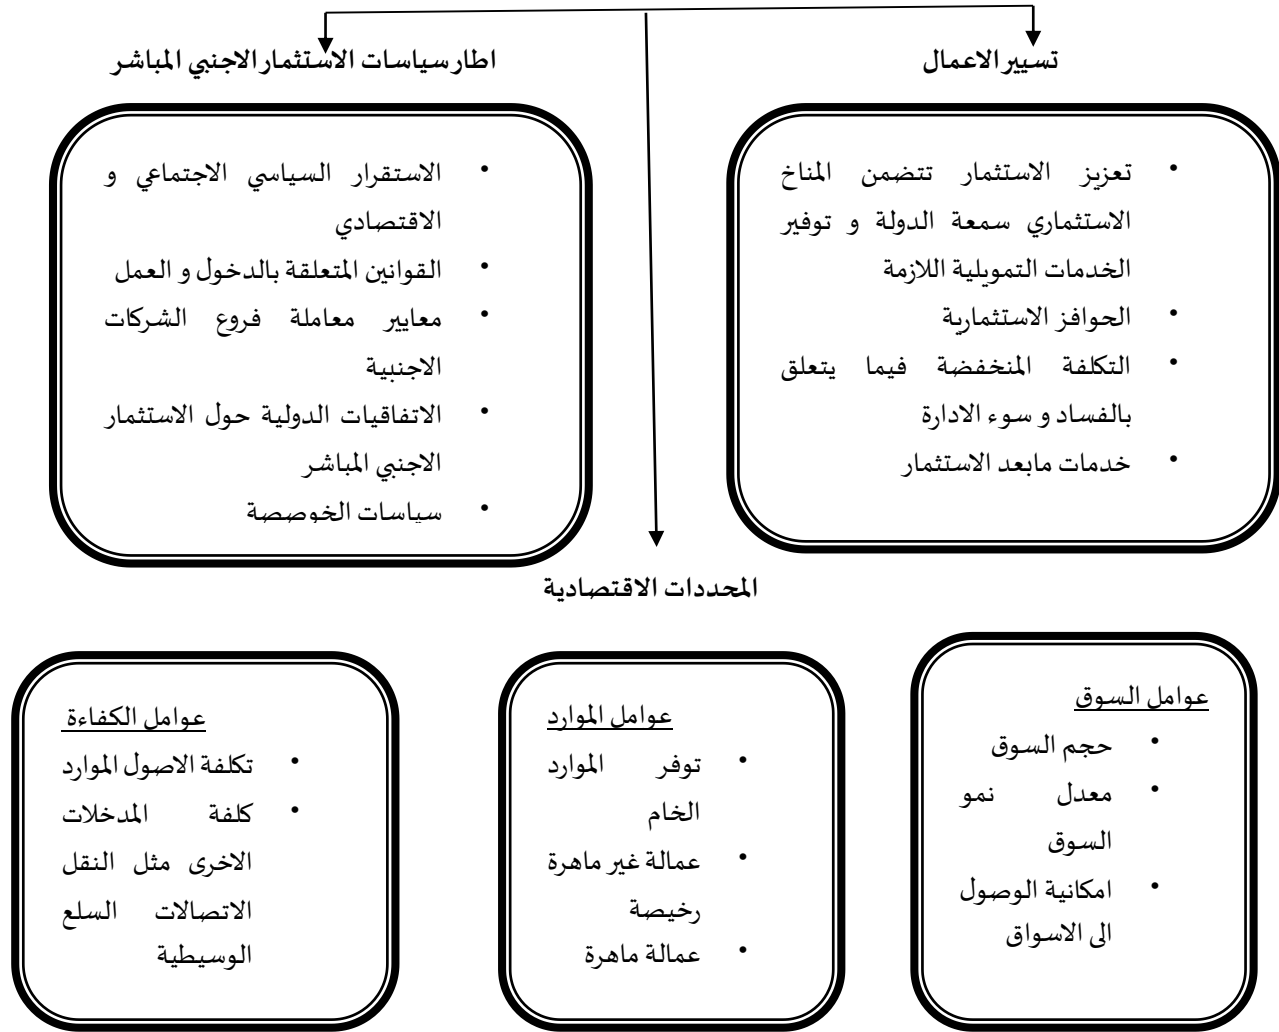 تسيير الاعمال
اطار سياسات الاستثمار الاجنبي المباشر
• تعزيز الاستثمار تتضمن المناخ
الاستثماري سمعة الدولة و توفير
الخدمات التمويلية اللازمة
• الحوافز الاستثمارية
• التكلفة المنخفضة فيما يتعلق
بالفساد و سوء الادارة
• خدمات مابعد الاستثمار
• الاستقرار السياسي الاجتماعي و
الاقتصادي
• القوانين المتعلقة بالدخول و العمل
• معايير معاملة فروع الشركات
الاجنبية
• الاتفاقيات الدولية حول الاستثمار
الاجنبي المباشر
• سياسات الخوصصة
المحددات الاقتصادية
عوامل السوق
• حجم السوق
• معدل نمو
السوق
• امكانية الوصول
الى الاسواق
عوامل الموارد
• توفر الموارد
الخام
• عمالة غير ماهرة
رخيصة
• عمالة ماهرة
عوامل الكفاءة
• تكلفة الاصول الموارد
• كلفة المدخلات
الاخرى مثل النقل
الاتصالات السلع
الوسيطية